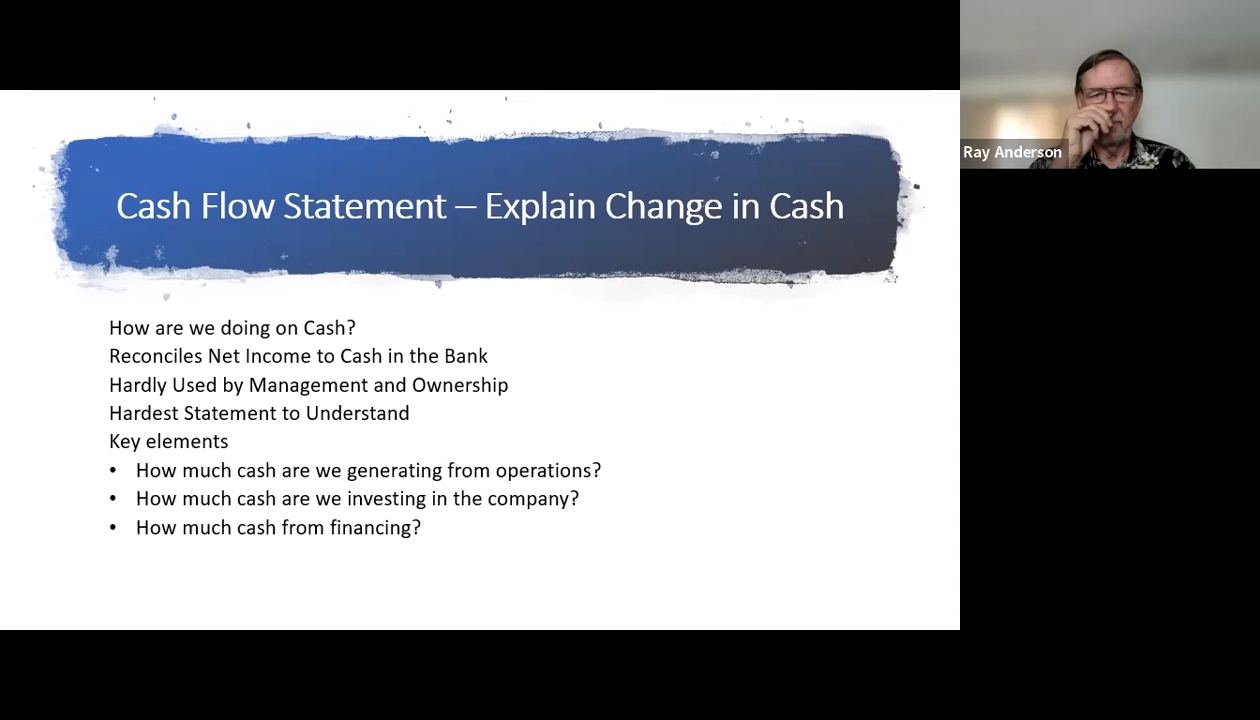 Cash Flow Statement – Explain Change in Cash
How are we doing on Cash?
Reconciles Net Income to Cash in the Bank
Hardly Used by Management and Ownership
Hardest Statement to Understand
Key elements
• How much cash are we generating from operations?
• How much cash are we investing in the company?
• How much cash from financing?
Ray Anderson